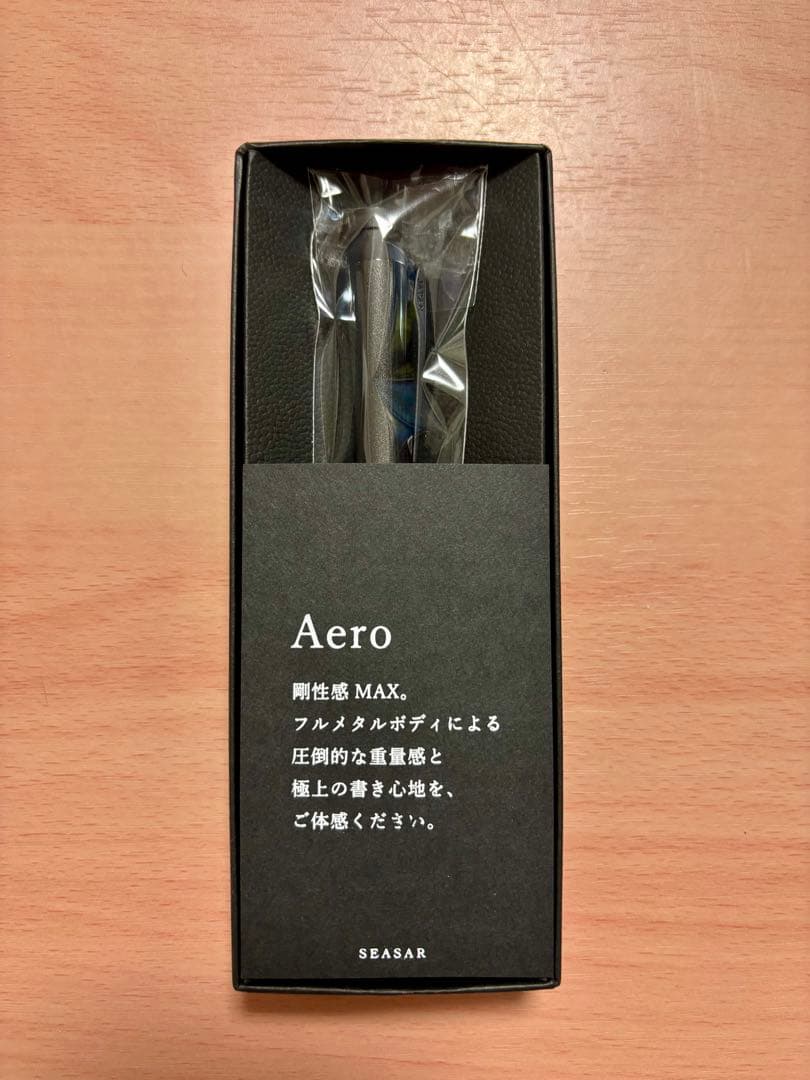 Aero
剛性感 MAX。
フルメタルボディによる
圧倒的な重量感と
極上の書き心地を、
ご体感ください。
SEASAR